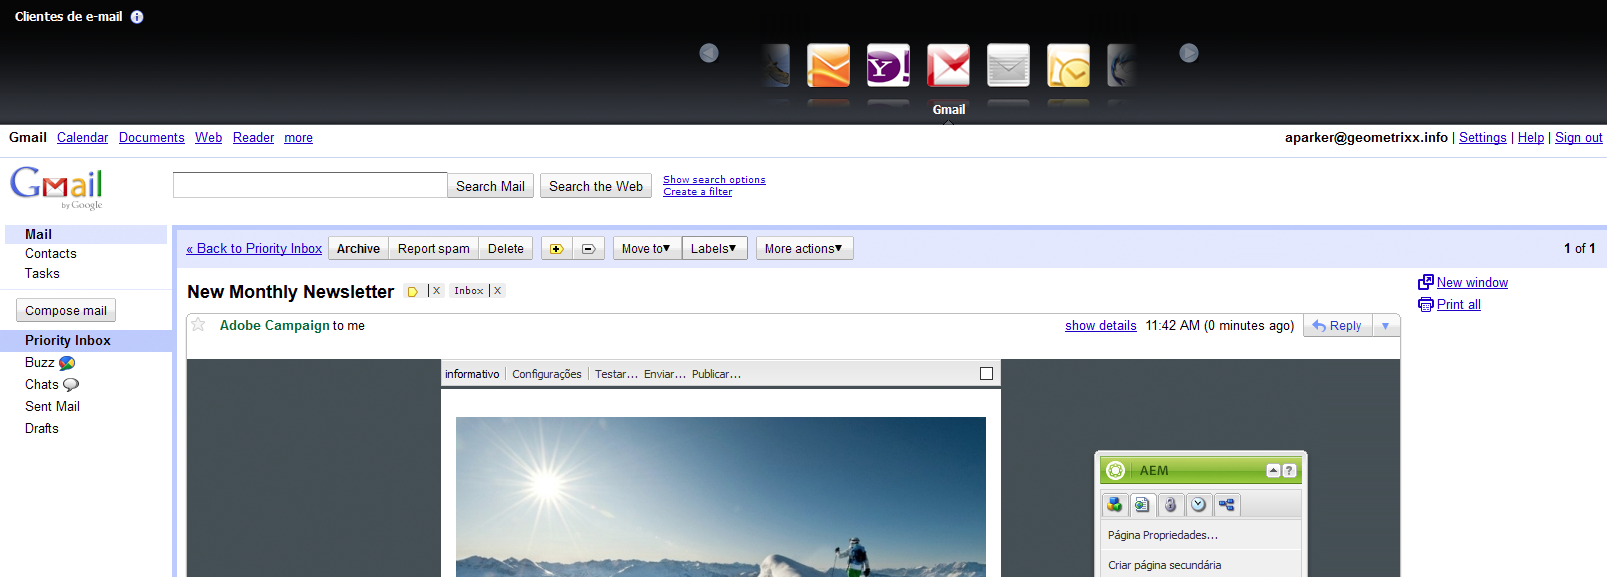 Clientes de e-mail
Gmail
Gmail Calendar Documents Web Reader more aparker@geometrixx.info | Settings | Help | Sign out
Gmail by Google
Search Mail Search the Web Show search options
Create a filter
Mail
Contacts
Tasks
Compose mail
Priority Inbox
Buzz
Chats
Sent Mail
Drafts
« Back to Priority Inbox Archive Report spam Delete Move to▼ Labels▼ More actions▼ 1 of 1
New Monthly Newsletter | X Inbox | X
New window
Print all
Adobe Campaign to me show details 11:42 AM (0 minutes ago) Reply
informativo Configurações Testar... Enviar... Publicar...
AEM ?
Página Propriedades...
Criar página secundária